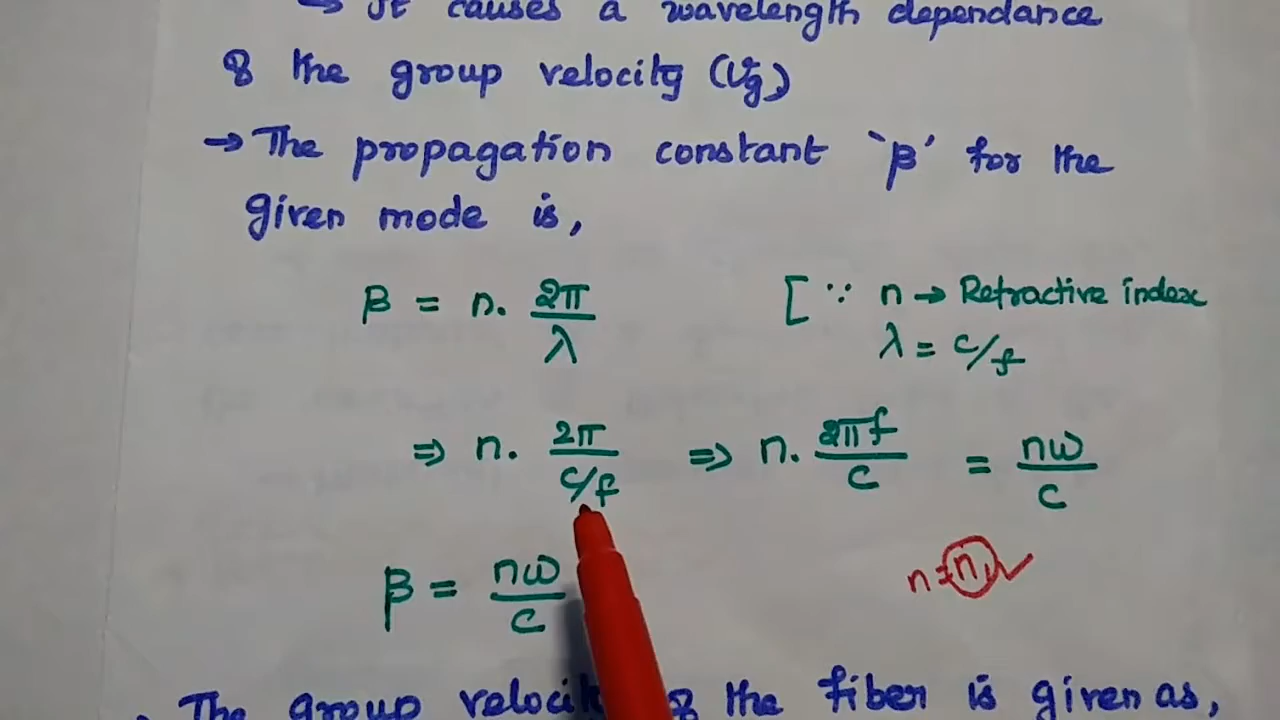 → It causes a wavelength dependance
of the group velocity (Vg)
→ The propagation constant 'β' for the
given mode is,
β = n. 2π/λ [∵ n → Refractive index
λ = c/f
⇒ n. 2π/(c/f) ⇒ n. 2πf/c = nω/c
β = nω/c
n = n₁ ✓
The group velocity of the fiber is given as,